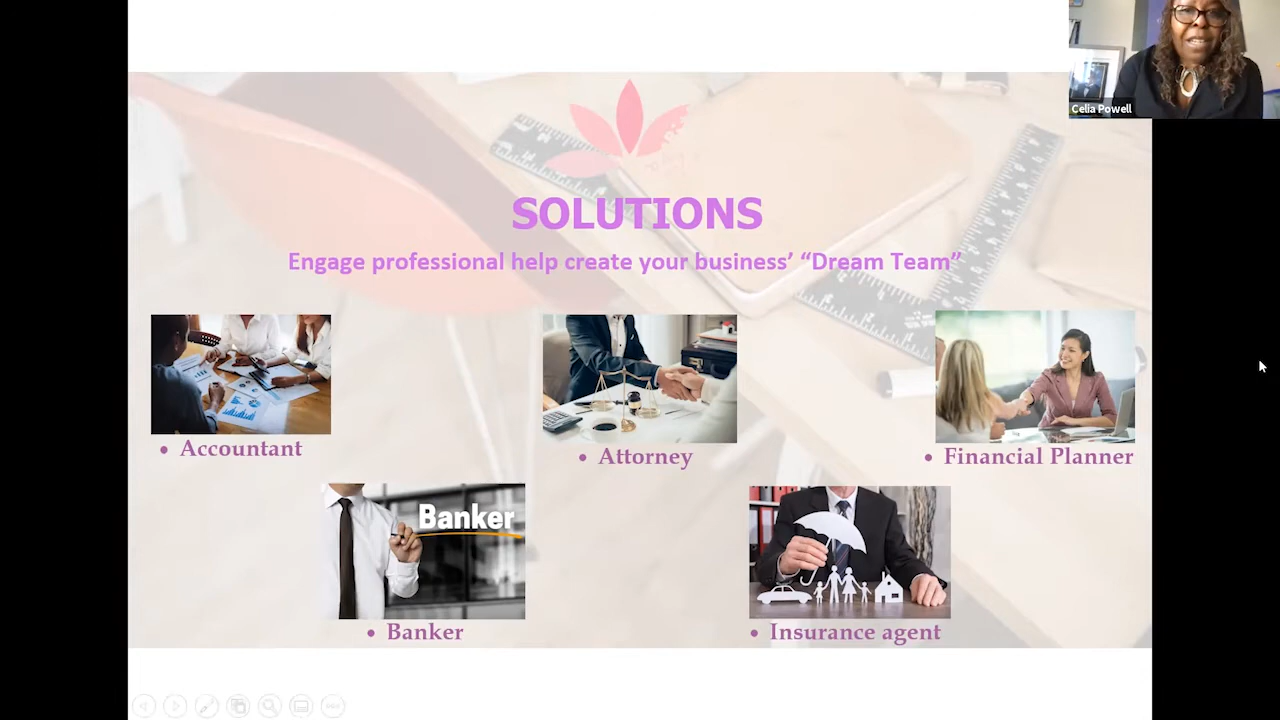 Celia Powell
SOLUTIONS
Engage professional help create your business’ “Dream Team”
• Accountant
• Attorney
• Financial Planner
Banker
• Banker
• Insurance agent